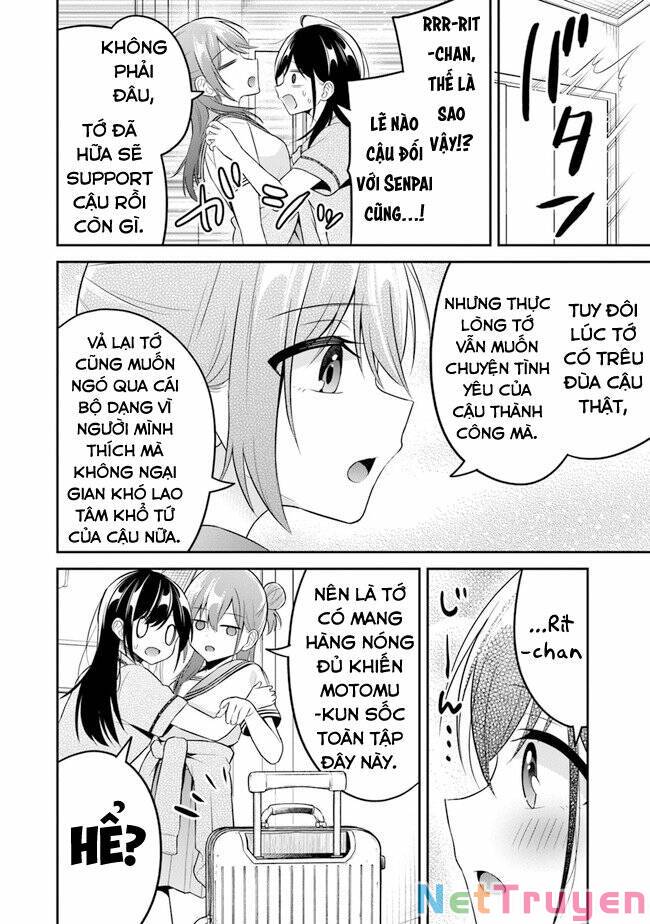 バタン
RRR-RIT
-CHAN,
THẾ LÀ
SAO
VẬY!?
LẼ NÀO
CẬU ĐỐI
VỚI SENPAI
CŨNG...!
KHÔNG
PHẢI
ĐÂU,
TỚ ĐÃ
HỨA SẼ
SUPPORT
CẬU RỒI
CÒN GÌ.
TUY ĐÔI
LÚC TỚ
CÓ TRÊU
ĐÙA CẬU
THẬT,
NHƯNG THỰC
LÒNG TỚ
VẪN MUỐN
CHUYỆN TÌNH
YÊU CỦA
CẬU THÀNH
CÔNG MÀ.
VẢ LẠI TỚ
CŨNG MUỐN
NGÓ QUA CÁI
BỘ DẠNG VÌ
NGƯỜI MÌNH
THÍCH MÀ
KHÔNG NGẠI
GIAN KHÓ LAO
TÂM KHỔ TỨ
CỦA CẬU NỮA.
...Rit
-chan
じ〜ん…
NÊN LÀ TỚ
CÓ MANG
HÀNG NÓNG
ĐỦ KHIẾN
MOTOMU
-KUN SỐC
TOÀN TẬP
ĐÂY NÀY.
HỂ?
NetTruyen